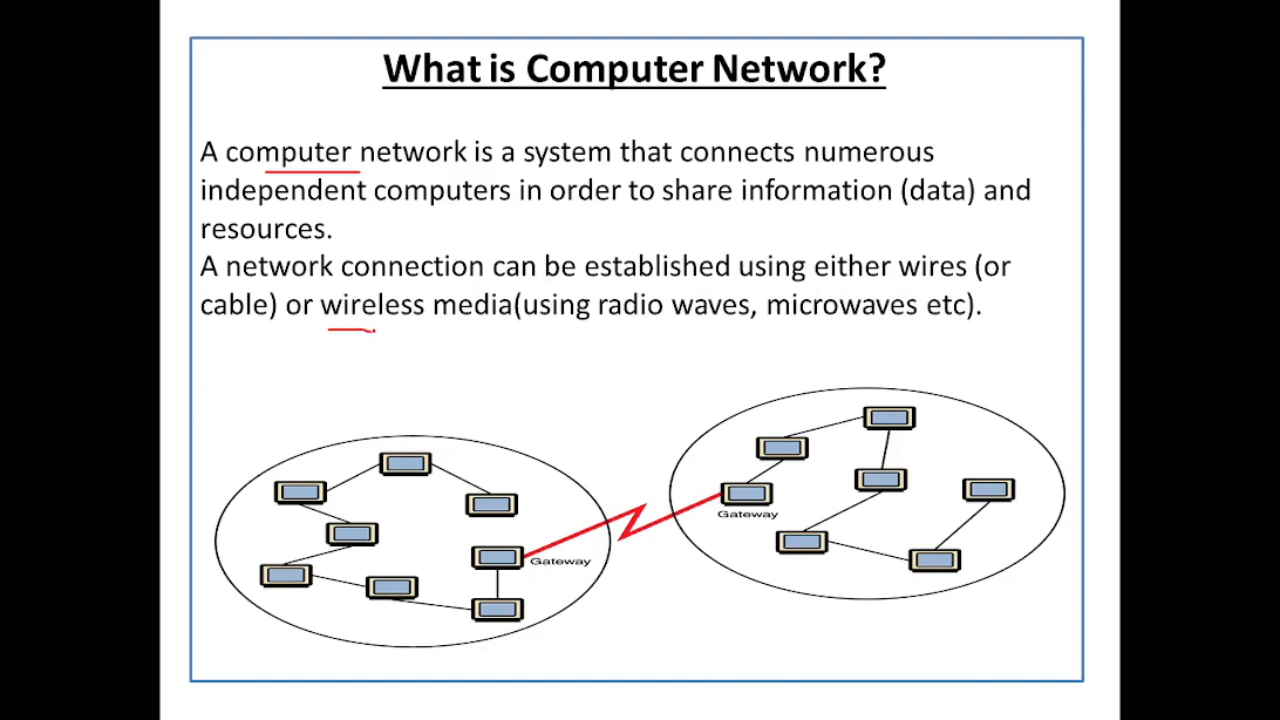 What is Computer Network?
A computer network is a system that connects numerous
independent computers in order to share information (data) and
resources.
A network connection can be established using either wires (or
cable) or wireless media(using radio waves, microwaves etc).
Gateway
Gateway